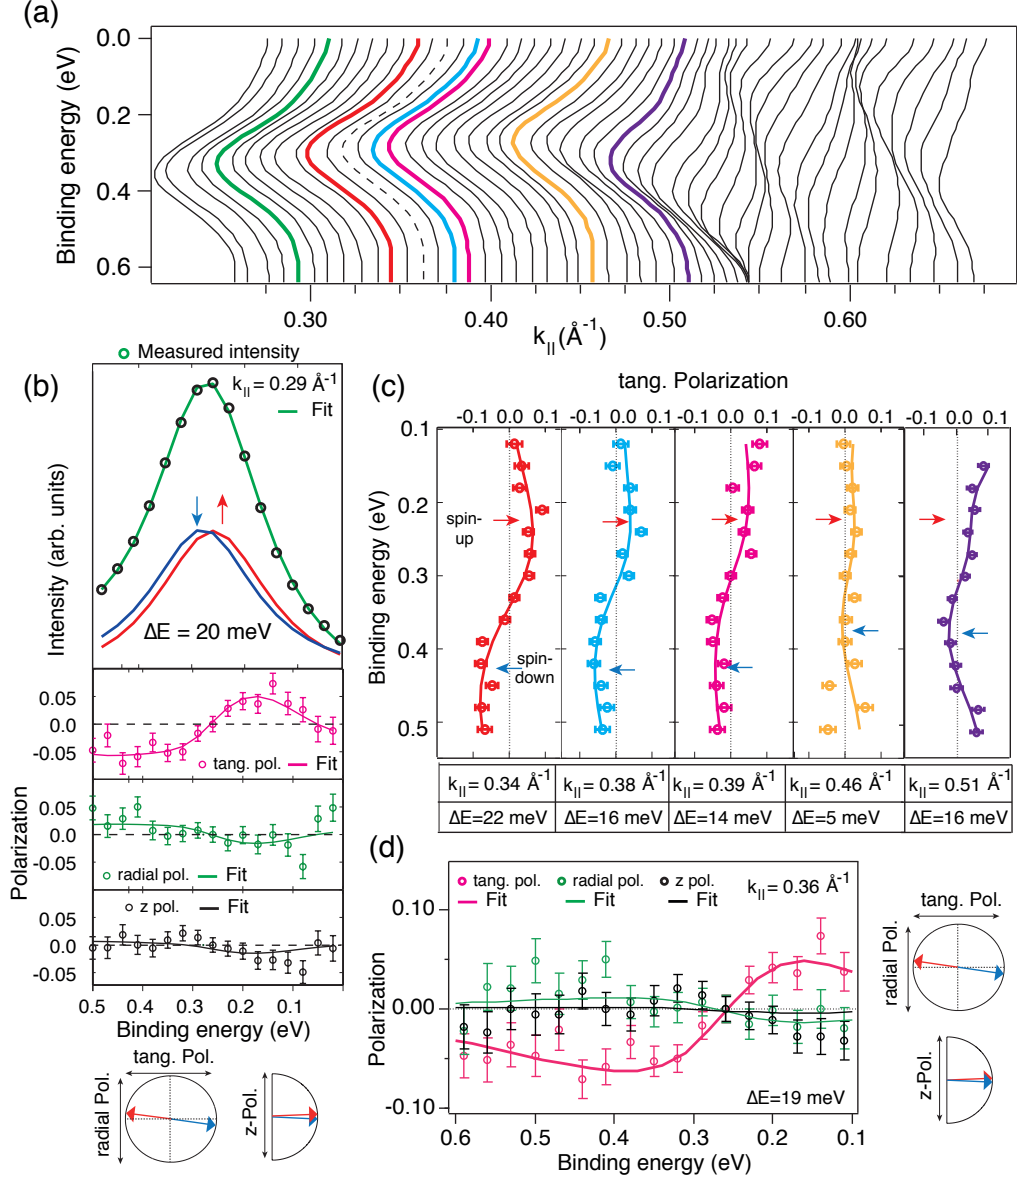 (a)
Binding energy (eV)
0.0
0.2
0.4
0.6
0.30
0.40
0.50
0.60
k||(Å-1)
Measured intensity
(b)
k|| = 0.29 Å-1
Fit
Intensity (arb. units)
ΔE = 20 meV
Polarization
0.05
0.0
-0.05
tang. pol. Fit
0.05
0.0
-0.05
radial pol. Fit
z pol. Fit
0.05
0.0
-0.05
0.5 0.4 0.3 0.2 0.1
Binding energy (eV)
tang. Pol.
radial Pol.
z-Pol.
(c)
tang. Polarization
-0.1 0.0 0.1 -0.1 0.0 0.1 -0.1 0.0 0.1 -0.1 0.0 0.1 -0.1 0.0 0.1
Binding energy (eV)
0.1
0.2
0.3
0.4
0.5
spin-
up
spin-
down
k|| = 0.34 Å-1 k|| = 0.38 Å-1 k|| = 0.39 Å-1 k|| = 0.46 Å-1 k|| = 0.51 Å-1
ΔE=22 meV ΔE=16 meV ΔE=14 meV ΔE=5 meV ΔE=16 meV
(d)
tang. pol. radial pol. z pol. k|| = 0.36 Å-1
Fit Fit Fit
Polarization
0.10
0.00
-0.10
ΔE=19 meV
0.6 0.5 0.4 0.3 0.2 0.1
Binding energy (eV)
tang. Pol.
radial Pol.
z-Pol.